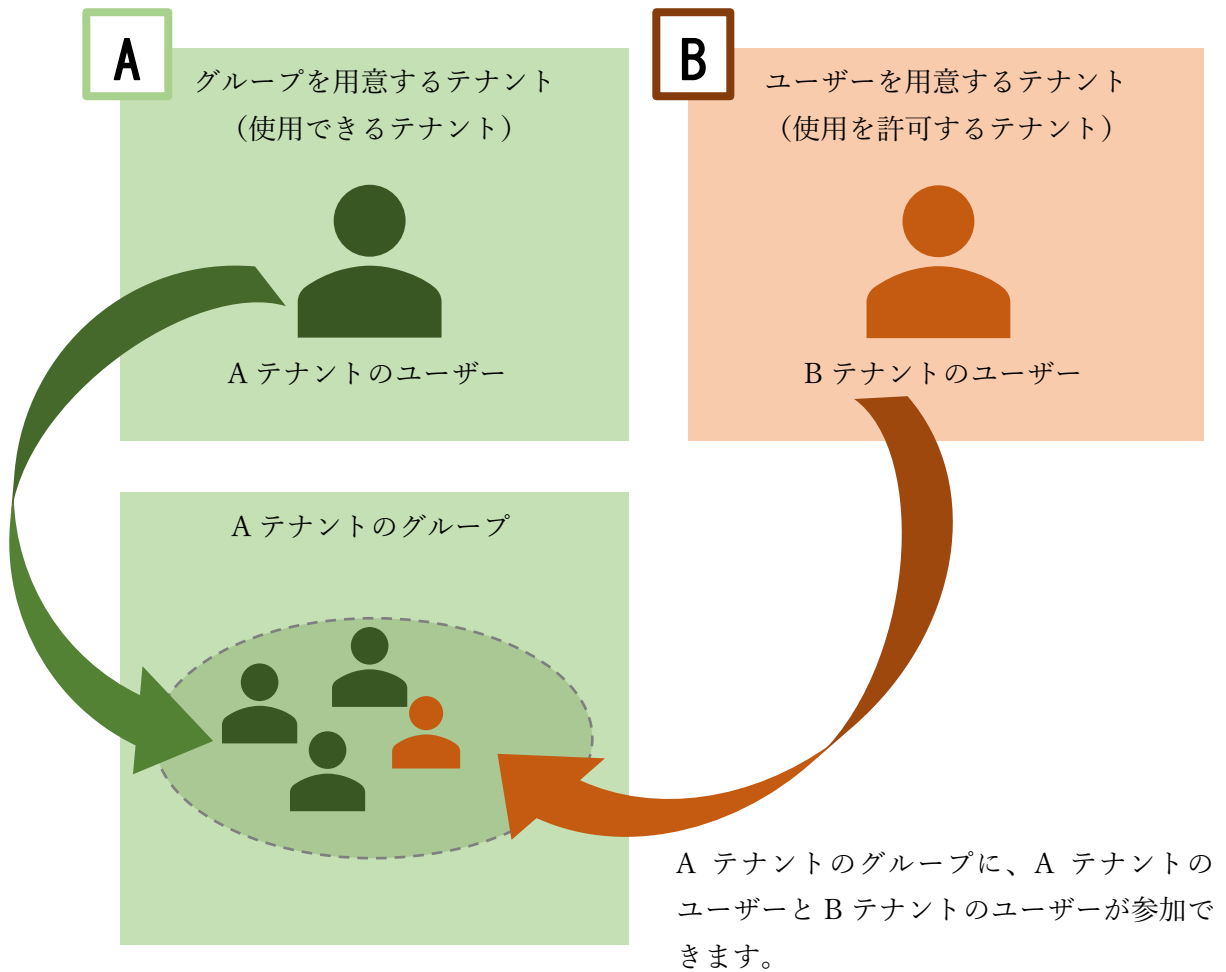 A
グループを用意するテナント
（使用できるテナント）
A テナントのユーザー
B
ユーザーを用意するテナント
（使用を許可するテナント）
B テナントのユーザー
A テナントのグループ
A テナントのグループに、A テナントの
ユーザーと B テナントのユーザーが参加で
きます。